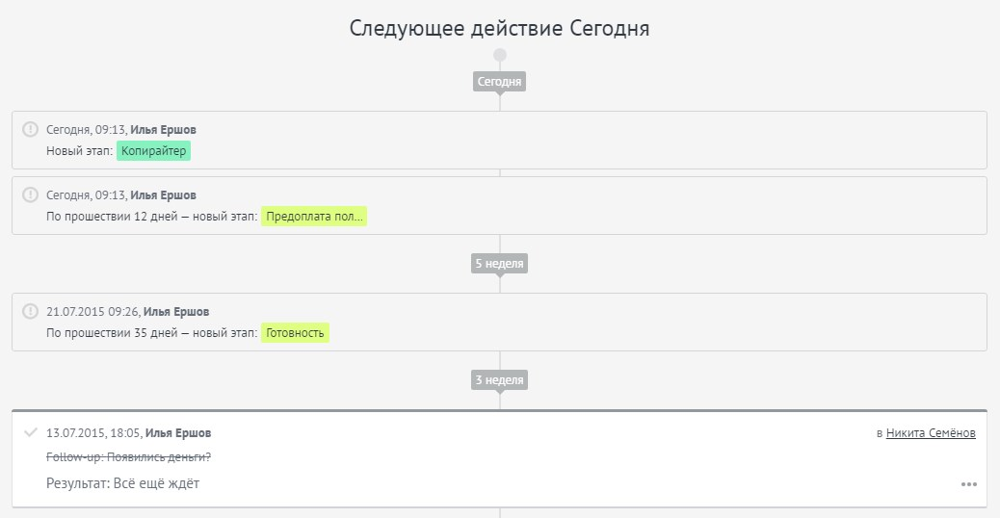 Следующее действие Сегодня
Сегодня
Сегодня, 09:13, Илья Ершов
Новый этап: Копирайтер
Сегодня, 09:13, Илья Ершов
По прошествии 12 дней — новый этап: Предоплата пол...
5 неделя
21.07.2015 09:26, Илья Ершов
По прошествии 35 дней — новый этап: Готовность
3 неделя
13.07.2015, 18:05, Илья Ершов в Никита Семёнов
Follow-up: Появились деньги?
Результат: Всё ещё ждёт